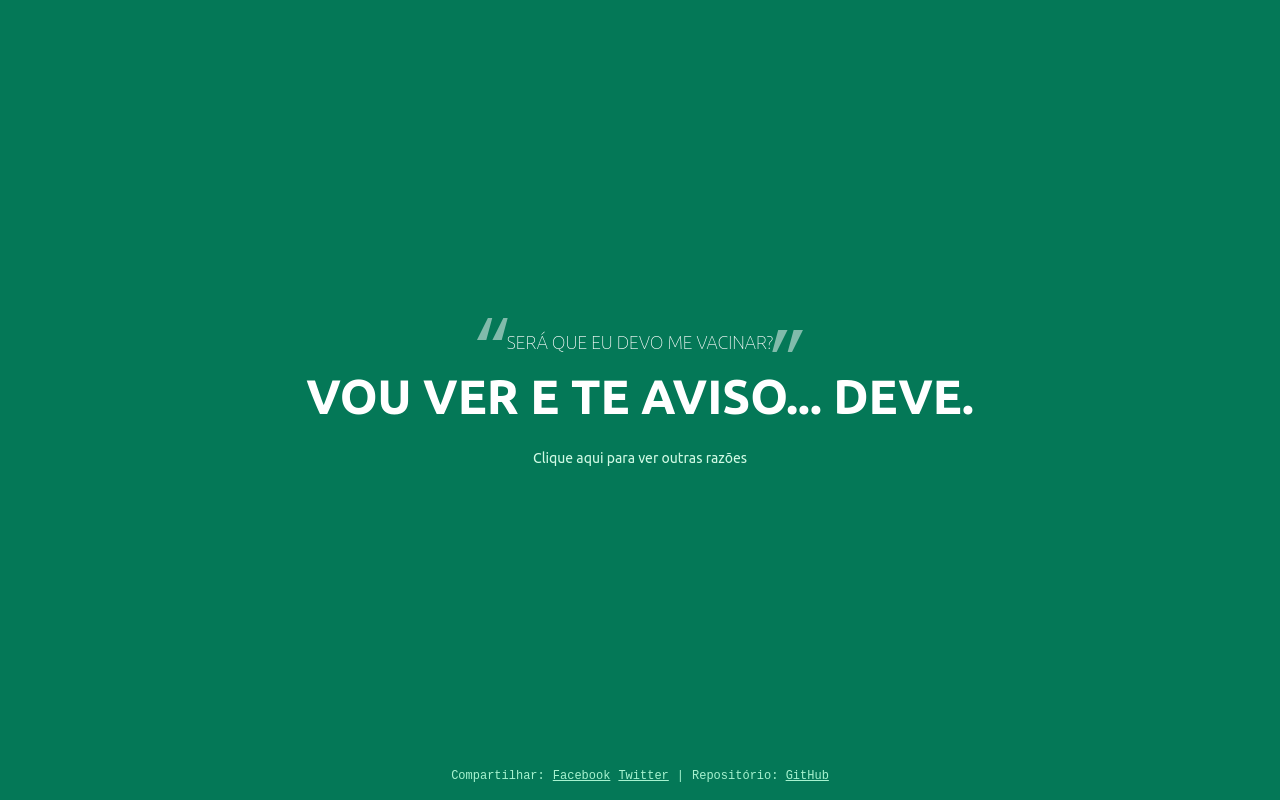 “SERÁ QUE EU DEVO ME VACINAR?”
VOU VER E TE AVISO... DEVE.
Clique aqui para ver outras razões
Compartilhar: Facebook Twitter | Repositório: GitHub